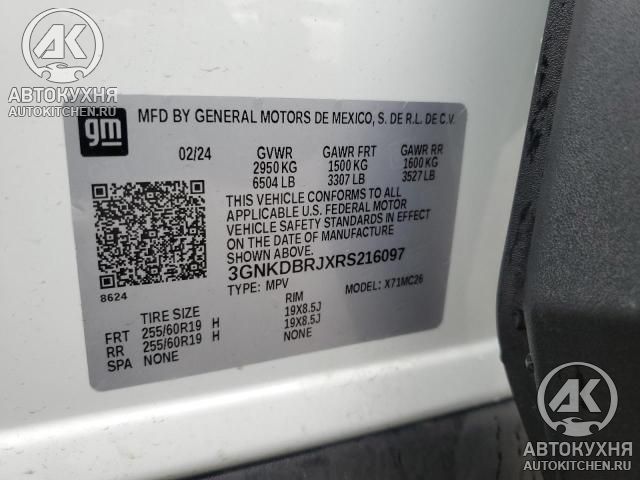 АК
АВТОКУХНЯ
AUTOKITCHEN.RU
gm
MFD BY GENERAL MOTORS DE MEXICO, S. DE R.L. DE C.V.
02/24 GVWR GAWR FRT GAWR RR
2950 KG 1500 KG 1600 KG
6504 LB 3307 LB 3527 LB
THIS VEHICLE CONFORMS TO ALL
APPLICABLE U.S. FEDERAL MOTOR
VEHICLE SAFETY STANDARDS IN EFFECT
ON THE DATE OF MANUFACTURE
SHOWN ABOVE.
3GNKDBRJXRS216097
8624
TYPE: MPV MODEL: X71MC26
TIRE SIZE RIM
FRT 255/60R19 H 19X8.5J
RR 255/60R19 H 19X8.5J
SPA NONE NONE
АК
АВТОКУХНЯ
AUTOKITCHEN.RU